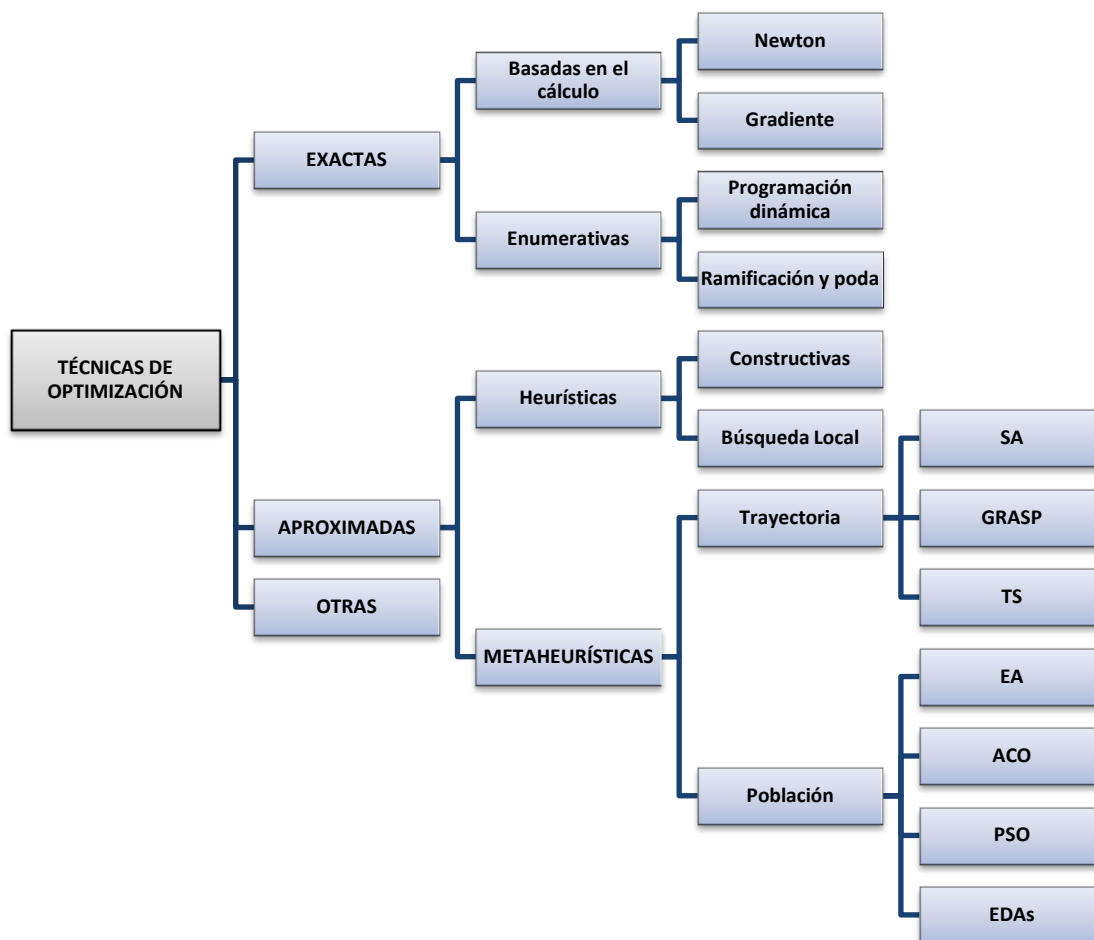 Newton
Basadas en el
cálculo
Gradiente
EXACTAS
Programación
dinámica
Enumerativas
Ramificación y poda
TÉCNICAS DE
OPTIMIZACIÓN
Constructivas
Heurísticas
Búsqueda Local
SA
APROXIMADAS
Trayectoria
GRASP
OTRAS
TS
METAHEURÍSTICAS
EA
ACO
Población
PSO
EDAs